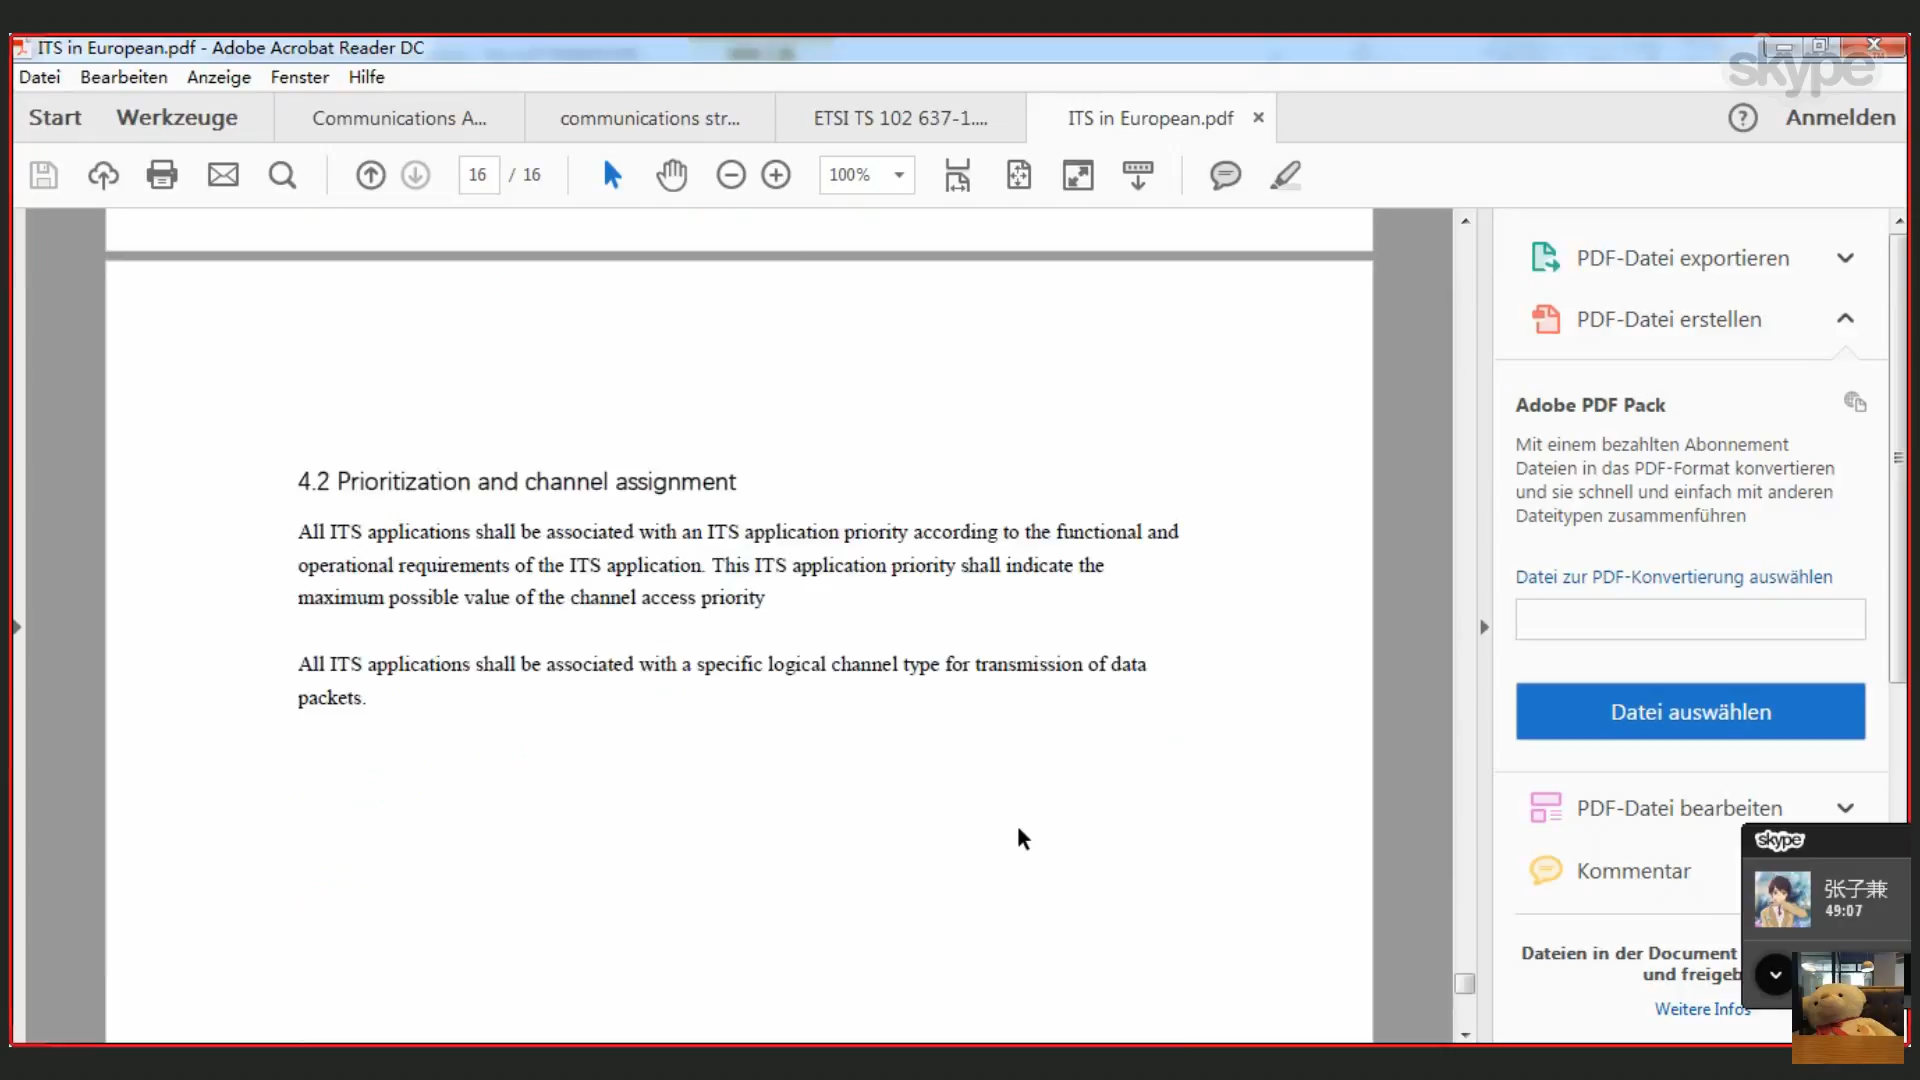 ITS in European.pdf - Adobe Acrobat Reader DC
skype™
Datei Bearbeiten Anzeige Fenster Hilfe
Start Werkzeuge Communications A... communications str... ETSI TS 102 637-1.... ITS in European.pdf × ? Anmelden
16 / 16 100%
4.2 Prioritization and channel assignment
All ITS applications shall be associated with an ITS application priority according to the functional and
operational requirements of the ITS application. This ITS application priority shall indicate the
maximum possible value of the channel access priority
All ITS applications shall be associated with a specific logical channel type for transmission of data
packets.
PDF-Datei exportieren
PDF-Datei erstellen
Adobe PDF Pack
Mit einem bezahlten Abonnement
Dateien in das PDF-Format konvertieren
und sie schnell und einfach mit anderen
Dateitypen zusammenführen
Datei zur PDF-Konvertierung auswählen
Datei auswählen
PDF-Datei bearbeiten
Kommentar
Dateien in der Document
und freigeb
Weitere Infos
skype
张子兼
49:07